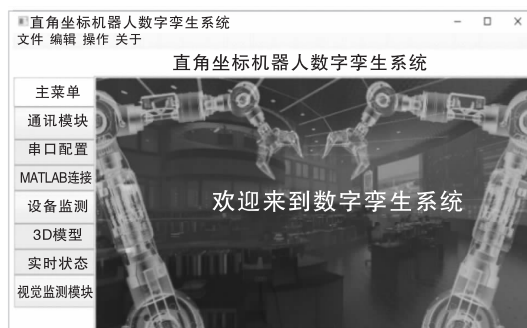 直角坐标机器人数字孪生系统
文件 编辑 操作 关于
直角坐标机器人数字孪生系统
主菜单
通讯模块
串口配置
MATLAB连接
设备监测
3D模型
实时状态
视觉监测模块
欢迎来到数字孪生系统